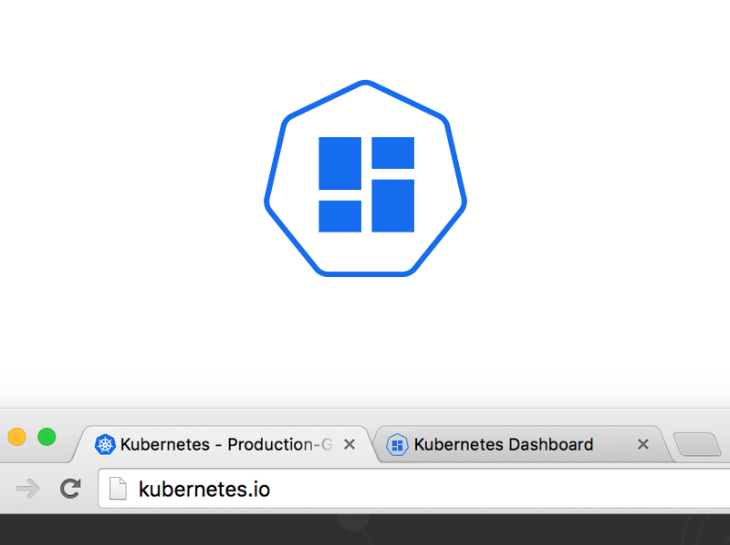 Kubernetes - Production-G
Kubernetes Dashboard
kubernetes.io